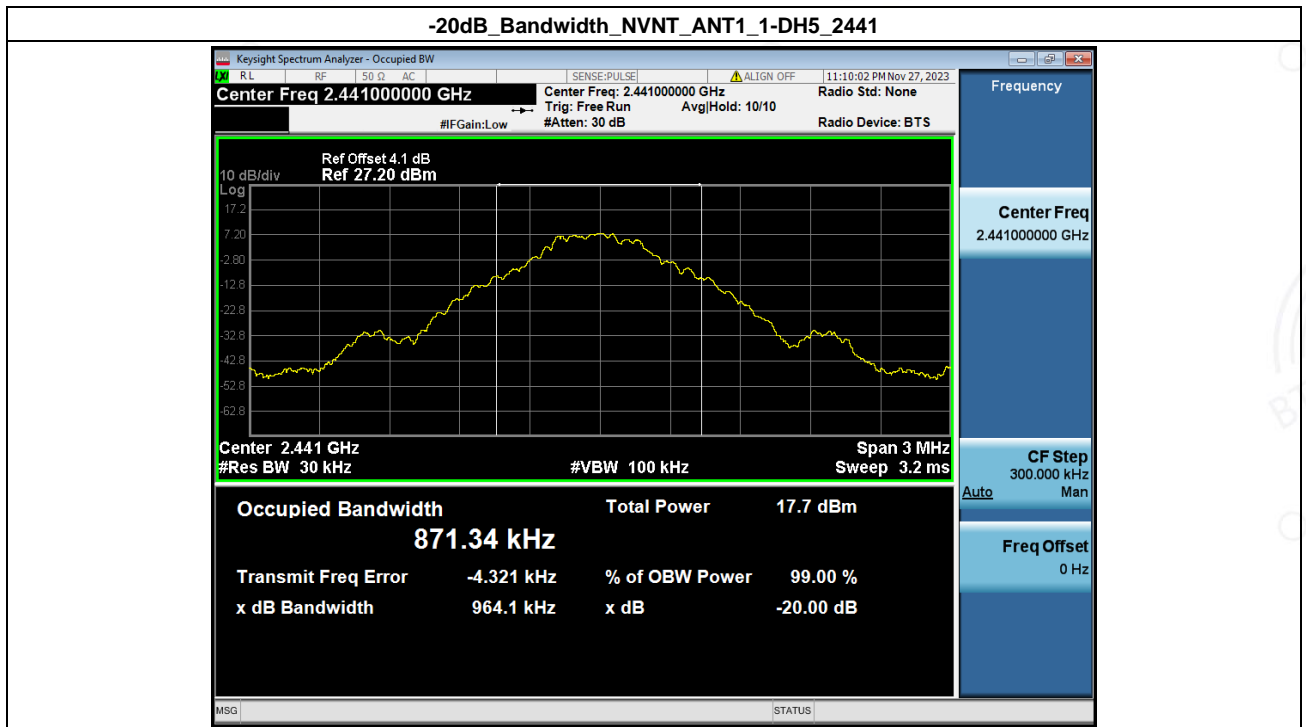 -20dB_Bandwidth_NVNT_ANT1_1-DH5_2441
Keysight Spectrum Analyzer - Occupied BW
LXI RL RF 50 Ω AC SENSE:PULSE ALIGN OFF 11:10:02 PM Nov 27, 2023
Center Freq 2.441000000 GHz
Center Freq: 2.441000000 GHz
Radio Std: None
Trig: Free Run Avg|Hold: 10/10
#IFGain:Low
#Atten: 30 dB
Radio Device: BTS
Frequency
Ref Offset 4.1 dB
10 dB/div Ref 27.20 dBm
Log
17.2
7.20
-2.80
-12.8
-22.8
-32.8
-42.8
-52.8
-62.8
Center 2.441 GHz Span 3 MHz
#Res BW 30 kHz #VBW 100 kHz Sweep 3.2 ms
Center Freq
2.441000000 GHz
CF Step
300.000 kHz
Auto Man
Freq Offset
0 Hz
Occupied Bandwidth Total Power 17.7 dBm
871.34 kHz
Transmit Freq Error -4.321 kHz % of OBW Power 99.00 %
x dB Bandwidth 964.1 kHz x dB -20.00 dB
MSG STATUS